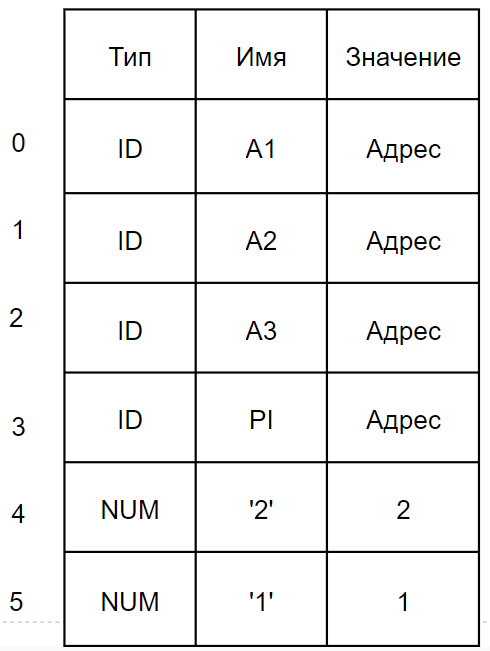 Тип Имя Значение
0 ID A1 Адрес
1 ID A2 Адрес
2 ID A3 Адрес
3 ID PI Адрес
4 NUM '2' 2
5 NUM '1' 1